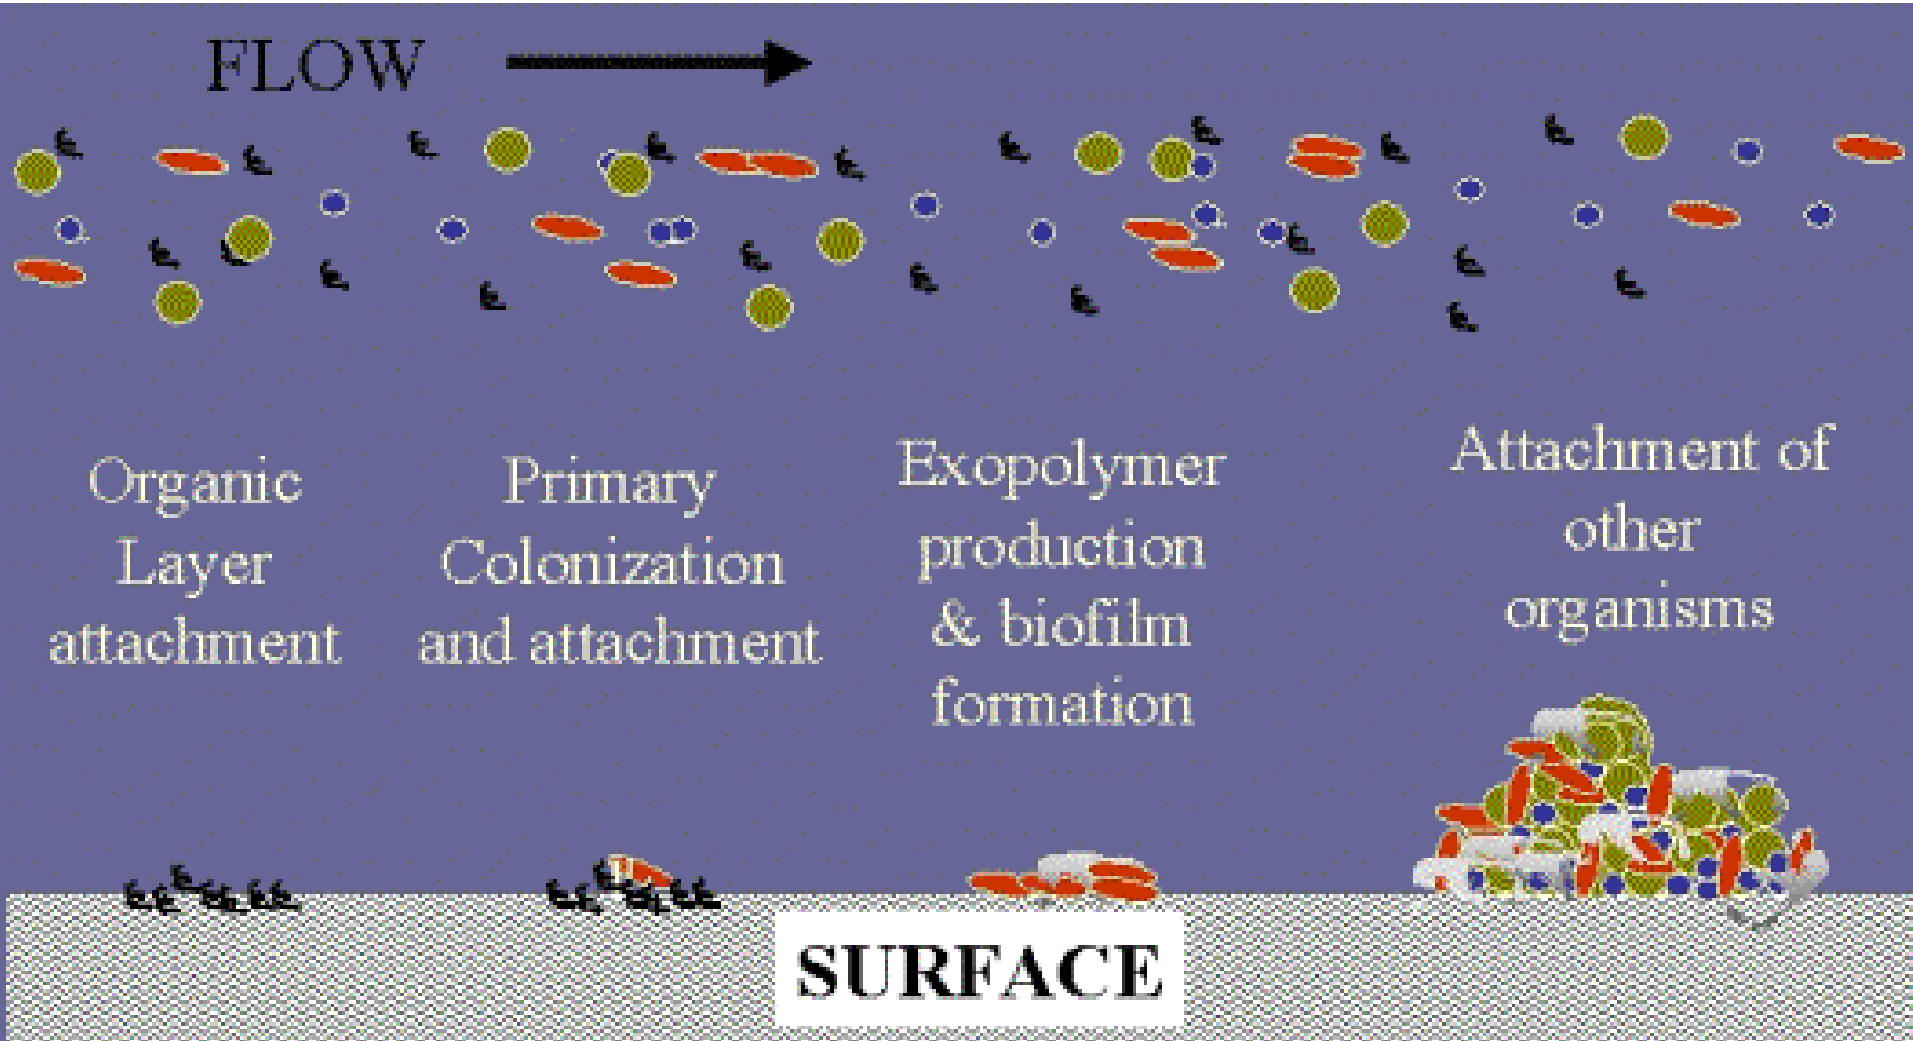 FLOW
Organic
Layer
attachment
Primary
Colonization
and attachment
Exopolymer
production
& biofilm
formation
Attachment of
other
organisms
SURFACE